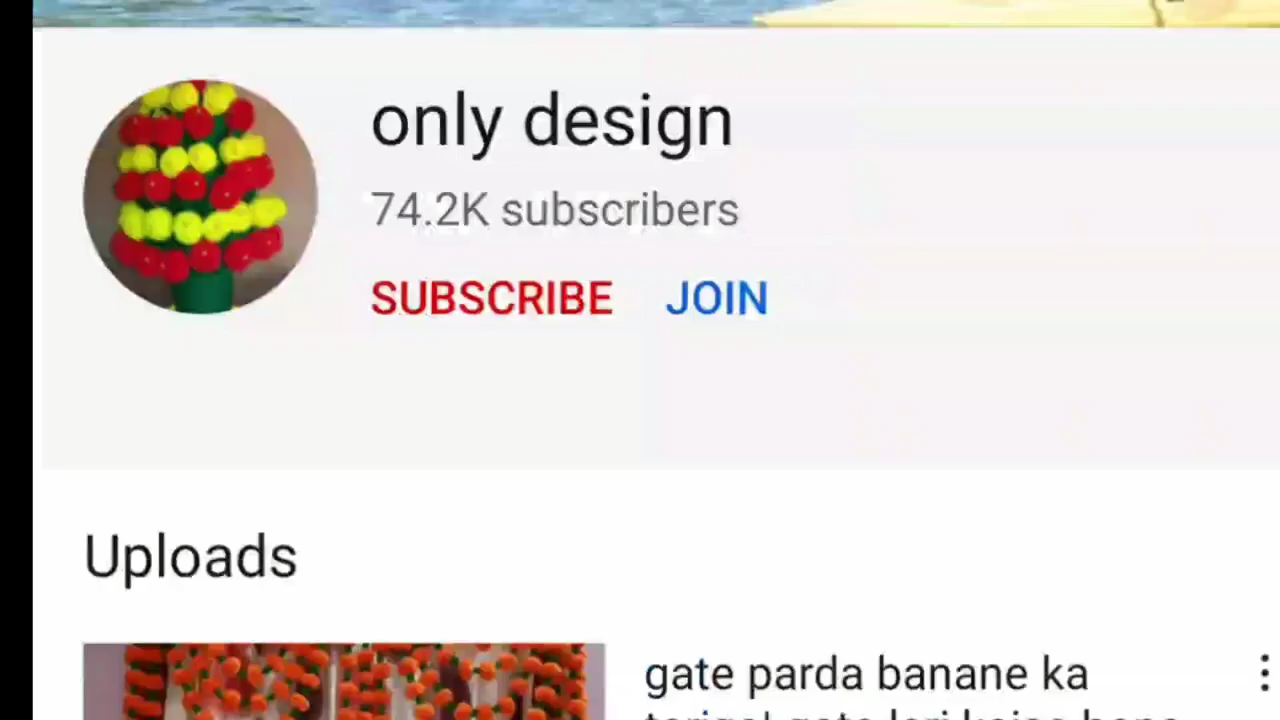 only design
74.2K subscribers
SUBSCRIBE JOIN
Uploads
gate parda banane ka